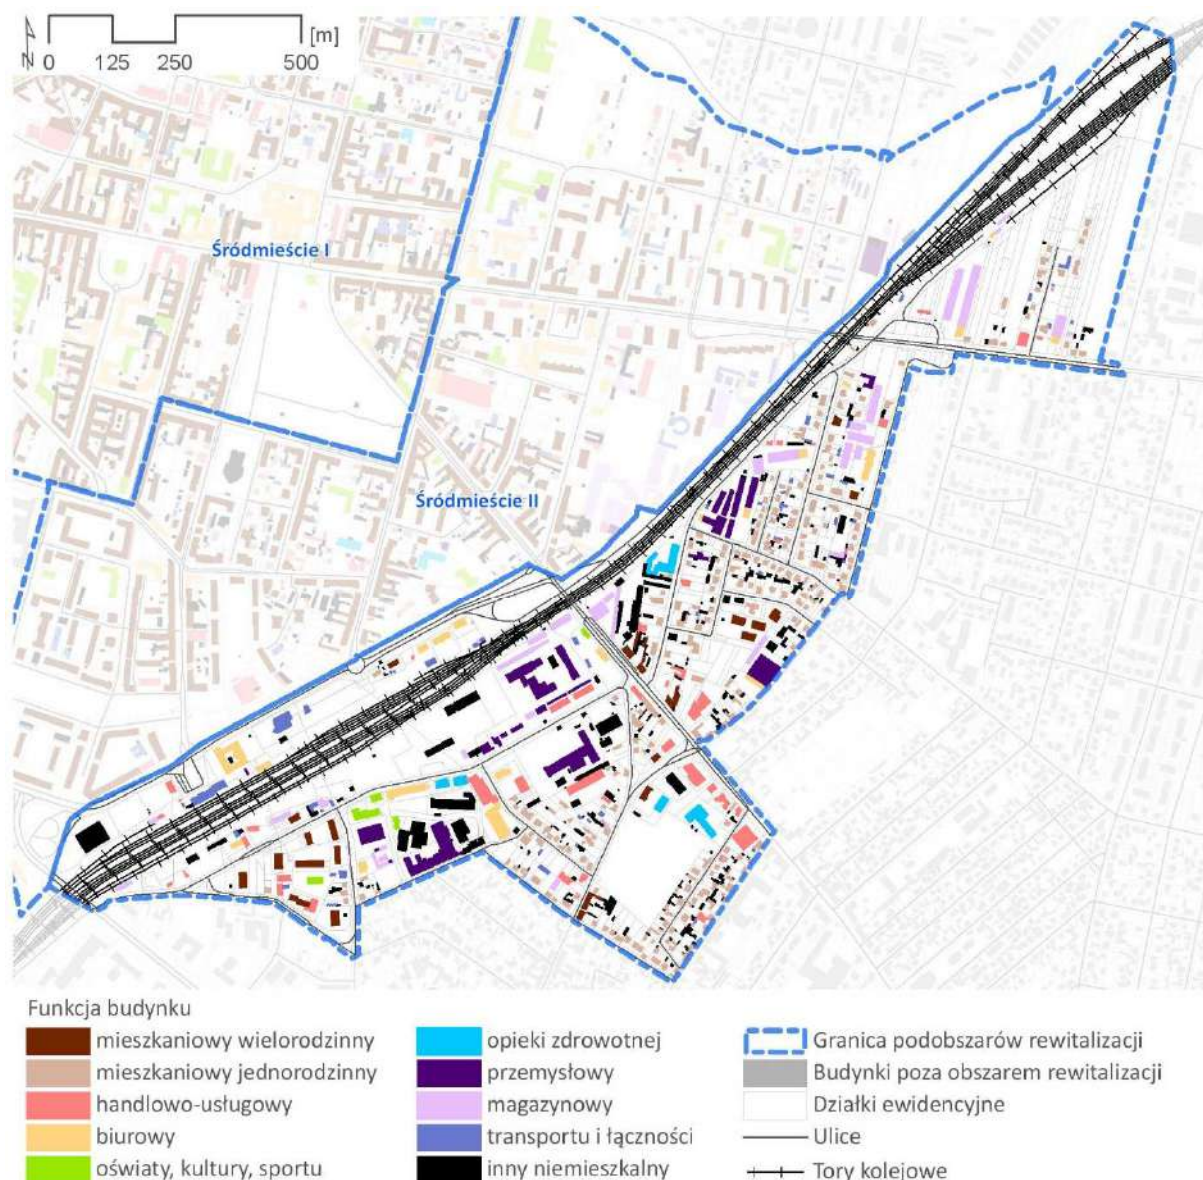 [m]
0 125 250 500
Śródmieście I
Śródmieście II
Funkcja budynku
mieszkaniowy wielorodzinny
mieszkaniowy jednorodzinny
handlowo-usługowy
biurowy
oświaty, kultury, sportu
opieki zdrowotnej
przemysłowy
magazynowy
transportu i łączności
inny niemieszkalny
Granica podobszarów rewitalizacji
Budynki poza obszarem rewitalizacji
Działki ewidencyjne
Ulice
Tory kolejowe